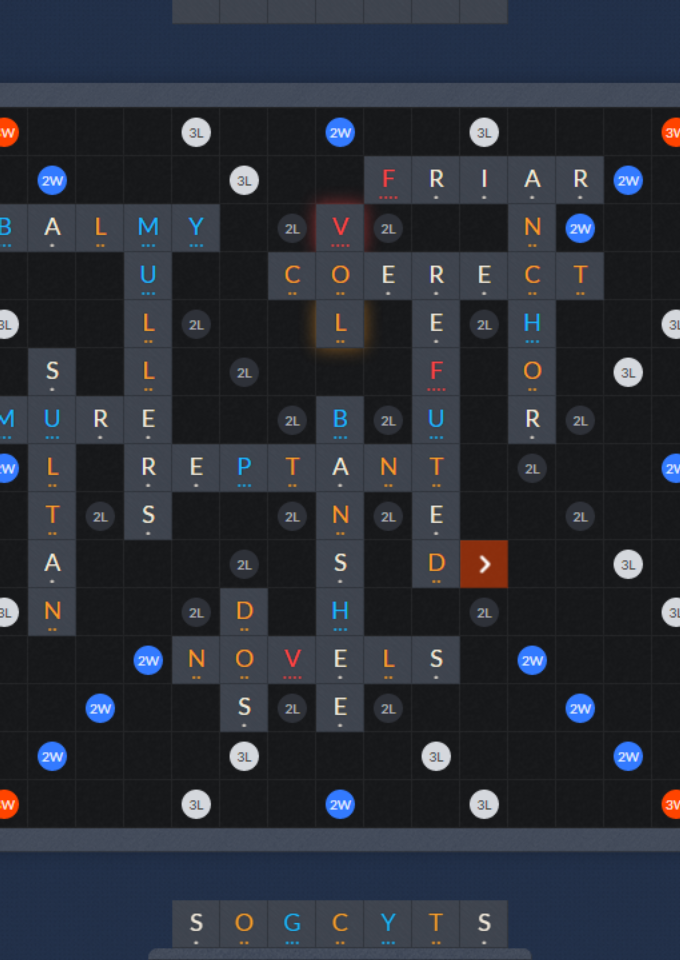 3W 3L 2W 3L 3W
2W 3L F R I A R 2W
B A L M Y 2L V 2L N 2W
U C O E R E C T
3L L 2L L E 2L H 3L
S L 2L F O 3L
M U R E 2L B 2L U R 2L
2W L R E P T A N T 2L 2W
T 2L S 2L N 2L E 2L
A 2L S D 3L
3L N 2L D H 2L 3L
2W N O V E L S 2W
2W S 2L E 2L 2W
2W 3L 3L 2W
3W 3L 2W 3L 3W
S O G C Y T S